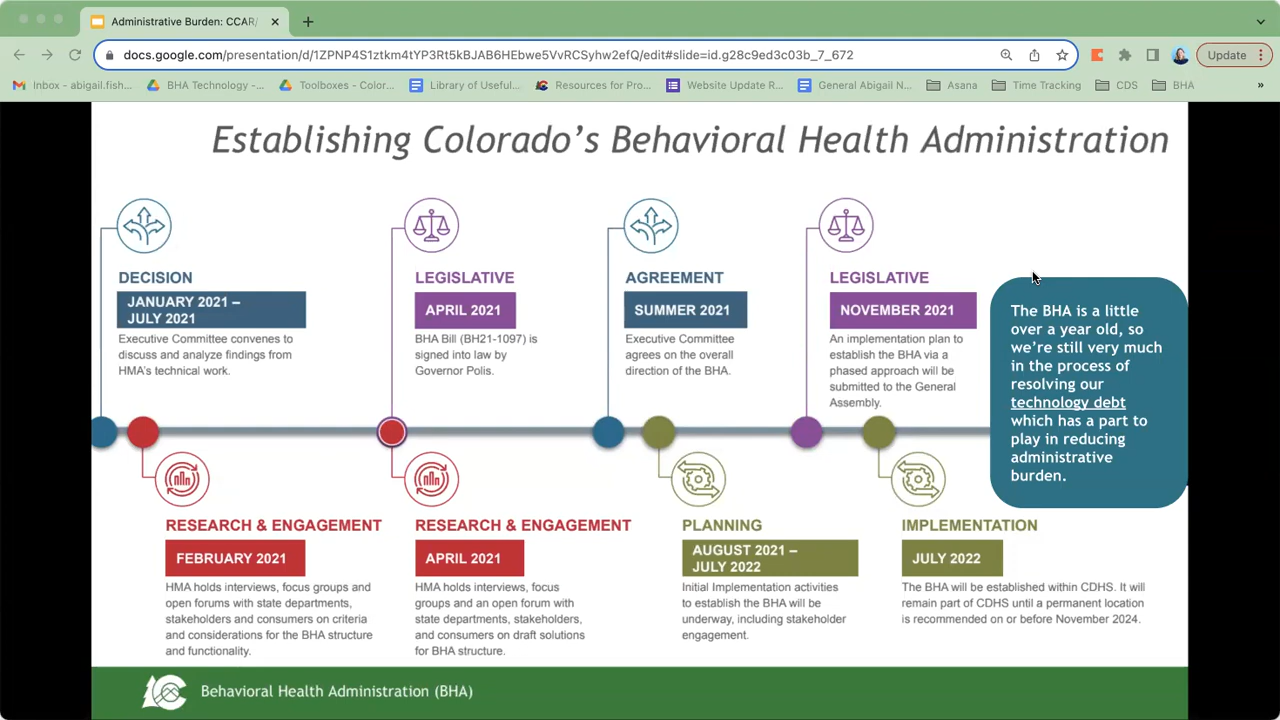 Administrative Burden: CCAR/
docs.google.com/presentation/d/1ZPNP4S1ztkm4tYP3Rt5kBJAB6HEbwe5VvRCSyhw2efQ/edit#slide=id.g28c9ed3c03b_7_672
Update
Inbox - abigail.fish...
BHA Technology -...
Toolboxes - Color...
Library of Useful...
Resources for Pro...
Website Update R...
General Abigail N...
Asana
Time Tracking
CDS
BHA
»
Establishing Colorado's Behavioral Health Administration
DECISION
JANUARY 2021 –
JULY 2021
Executive Committee convenes to
discuss and analyze findings from
HMA's technical work.
LEGISLATIVE
APRIL 2021
BHA Bill (BH21-1097) is
signed into law by
Governor Polis.
AGREEMENT
SUMMER 2021
Executive Committee
agrees on the overall
direction of the BHA.
LEGISLATIVE
NOVEMBER 2021
An implementation plan to
establish the BHA via a
phased approach will be
submitted to the General
Assembly.
The BHA is a little
over a year old, so
we're still very much
in the process of
resolving our
technology debt
which has a part to
play in reducing
administrative
burden.
RESEARCH & ENGAGEMENT
FEBRUARY 2021
HMA holds interviews, focus groups and
open forums with state departments,
stakeholders and consumers on criteria
and considerations for the BHA structure
and functionality.
RESEARCH & ENGAGEMENT
APRIL 2021
HMA holds interviews, focus
groups and an open forum with
state departments, stakeholders,
and consumers on draft solutions
for BHA structure.
PLANNING
AUGUST 2021 –
JULY 2022
Initial Implementation activities
to establish the BHA will be
underway, including stakeholder
engagement.
IMPLEMENTATION
JULY 2022
The BHA will be established within CDHS. It will
remain part of CDHS until a permanent location
is recommended on or before November 2024.
Behavioral Health Administration (BHA)